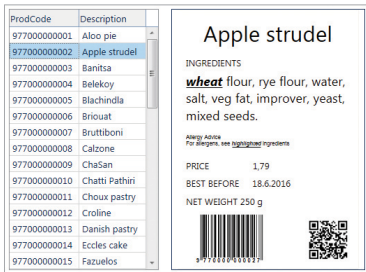 ProdCode Description
977000000001 Aloo pie
977000000002 Apple strudel
977000000003 Banitsa
977000000004 Belekoy
977000000005 Blachindla
977000000006 Briouat
977000000007 Bruttiboni
977000000008 Calzone
977000000009 ChaSan
977000000010 Chatti Pathiri
977000000011 Choux pastry
977000000012 Croline
977000000013 Danish pastry
977000000014 Eccles cake
977000000015 Fazuelos
Apple strudel
INGREDIENTS
wheat flour, rye flour, water,
salt, veg fat, improver, yeast,
mixed seeds.
Allergy Advice
For allergens, see highlighted ingredients
PRICE 1,79
BEST BEFORE 18.6.2016
NET WEIGHT 250 g
9 770000 000027